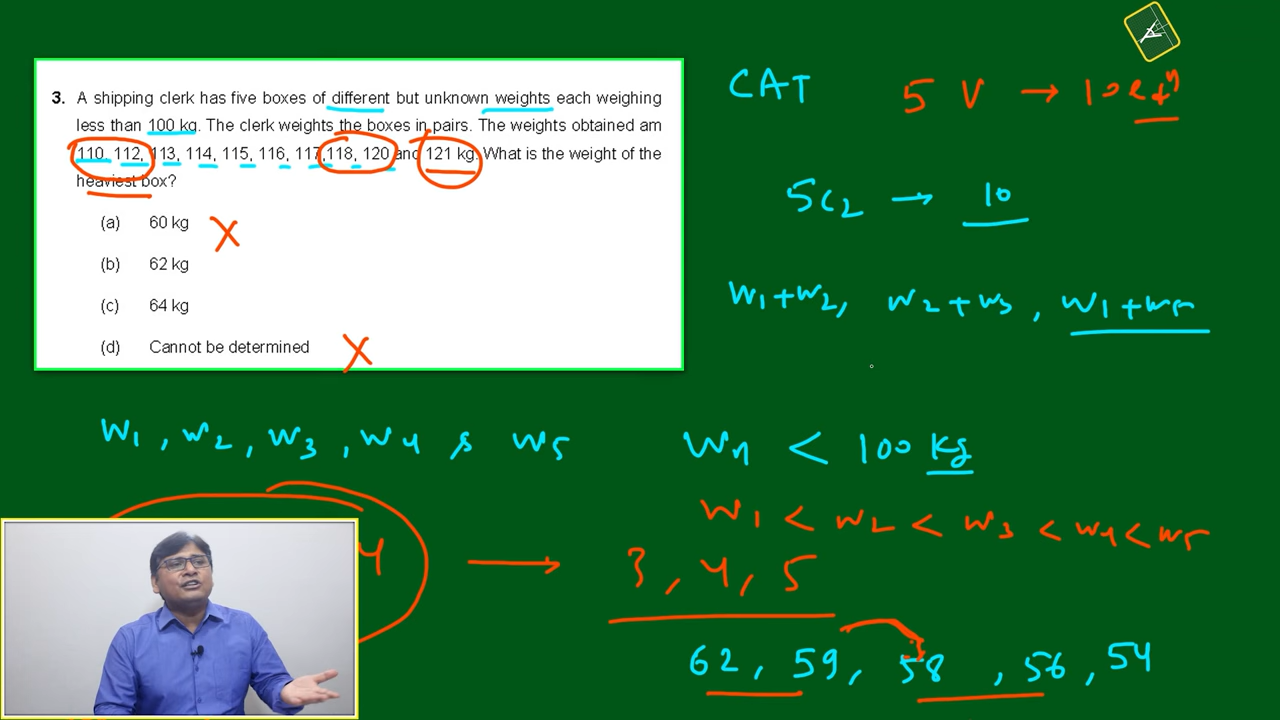 3. A shipping clerk has five boxes of different but unknown weights each weighing
less than 100 kg. The clerk weights the boxes in pairs. The weights obtained am
110, 112, 113, 114, 115, 116, 117, 118, 120 and 121 kg. What is the weight of the
heaviest box?
(a) 60 kg X
(b) 62 kg
(c) 64 kg
(d) Cannot be determined X
CAT 5 V → 10 eqn
5C2 → 10
W1+W2, W2+W3, W1+W5
W1, W2, W3, W4 & W5
Wn < 100 kg
W1 < W2 < W3 < W4 < W5
4 → 3, 4, 5
62, 59, 58, 56, 54